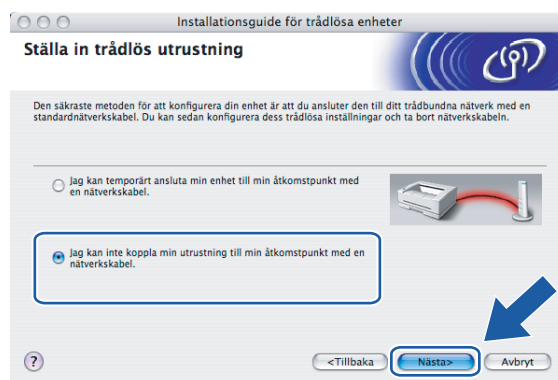 Installationsguide för trådlösa enheter
Ställa in trådlös utrustning
Den säkraste metoden för att konfigurera din enhet är att du ansluter den till ditt trådbundna nätverk med en
standardnätverkskabel. Du kan sedan konfigurera dess trådlösa inställningar och ta bort nätverkskabeln.
Jag kan temporärt ansluta min enhet till min åtkomstpunkt med
en nätverkskabel.
Jag kan inte koppla min utrustning till min åtkomstpunkt med en
nätverkskabel.
?
<Tillbaka
Nästa>
Avbryt